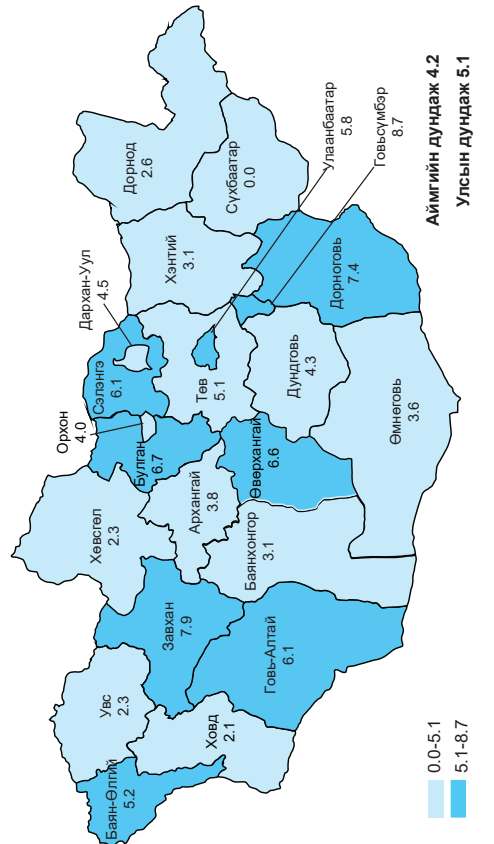 Баян-Өлгий
5.2
Увс
2.3
Ховд
2.1
Завхан
7.9
Говь-Алтай
6.1
Хөвсгөл
2.3
Архангай
3.8
Баянхонгор
3.1
Орхон
4.0
Булган
6.7
Өверхангай
6.6
Сэлэнгэ
6.1
Дархан-Уул
4.5
Төв
5.1
Дундговь
4.3
Өмнөговь
3.6
Хэнтий
3.1
Дорноговь
7.4
Дорнод
2.6
Сүхбаатар
0.0
Улаанбаатар
5.8
Говьсүмбэр
8.7
Аймгийн дундаж 4.2
Улсын дундаж 5.1
0.0-5.1
5.1-8.7